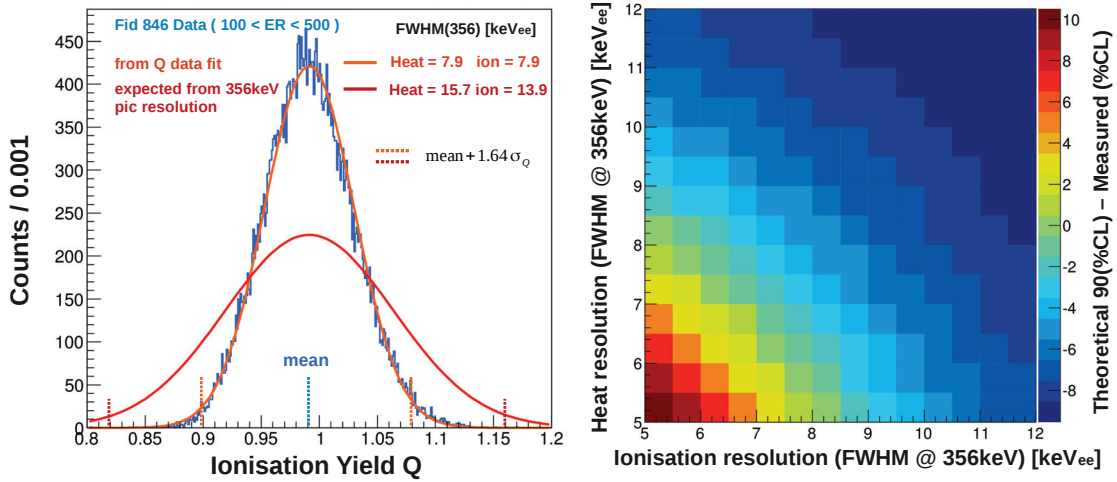 Fid 846 Data ( 100 < ER < 500 )
FWHM(356) [keVee]
from Q data fit
Heat = 7.9 ion = 7.9
expected from 356keV
pic resolution
Heat = 15.7 ion = 13.9
mean+1.64σQ
mean
Counts / 0.001
450
400
350
300
250
200
150
100
50
0
0.8 0.85 0.9 0.95 1 1.05 1.1 1.15 1.2
Ionisation Yield Q
Heat resolution (FWHM @ 356keV) [keVee]
12
11
10
9
8
7
6
5
5 6 7 8 9 10 11 12
Ionisation resolution (FWHM @ 356keV) [keVee]
10
8
6
4
2
0
-2
-4
-6
-8
Theoretical 90(%CL) – Measured (%CL)